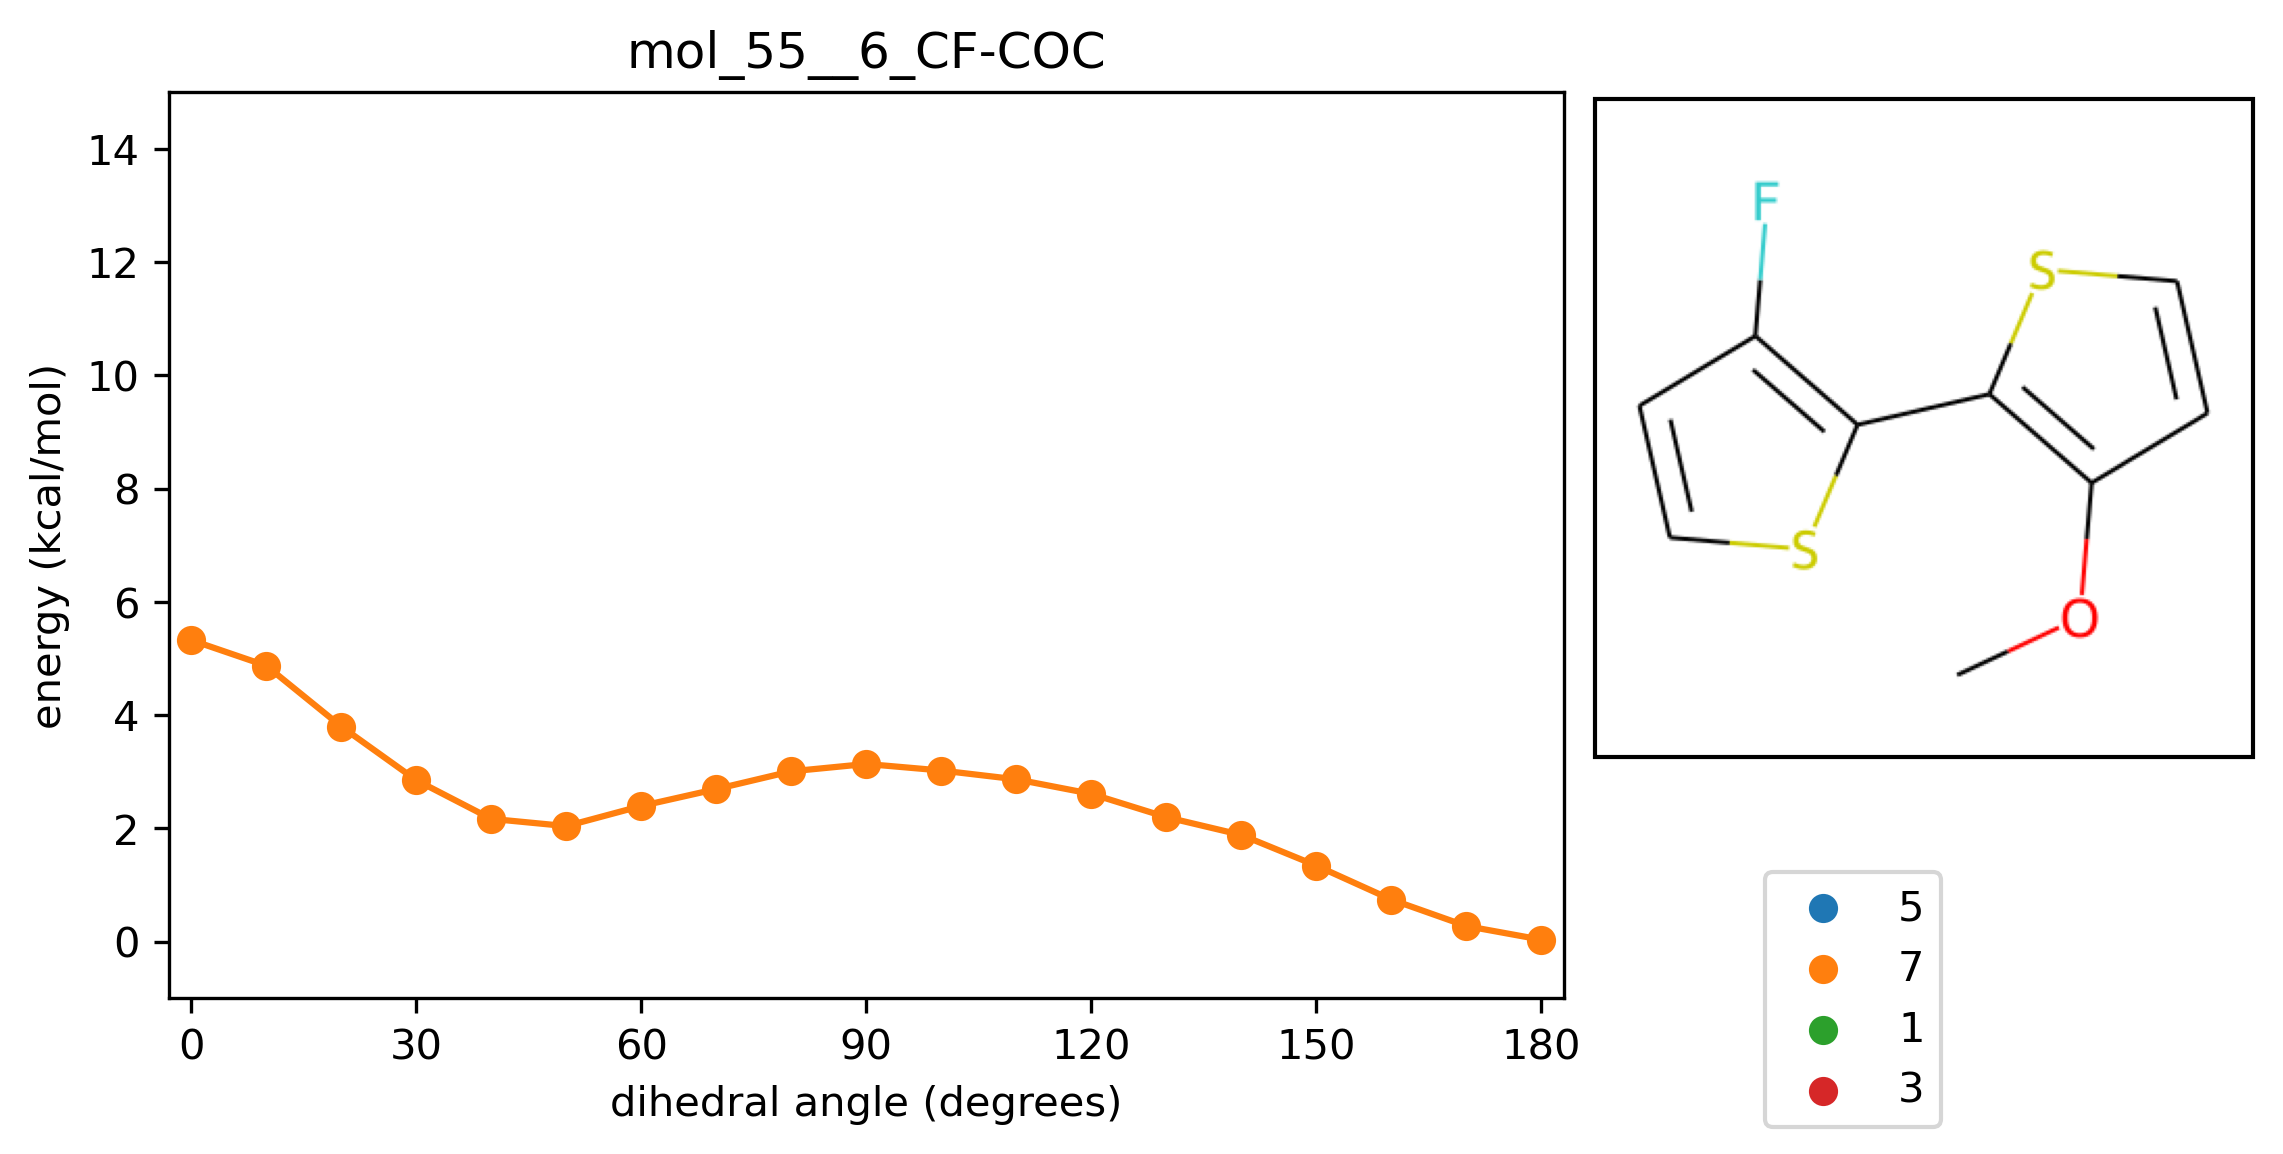 mol_55__6_CF-COC
energy (kcal/mol)
14
12
10
8
6
4
2
0
0 30 60 90 120 150 180
dihedral angle (degrees)
F
S
S
O
5
7
1
3